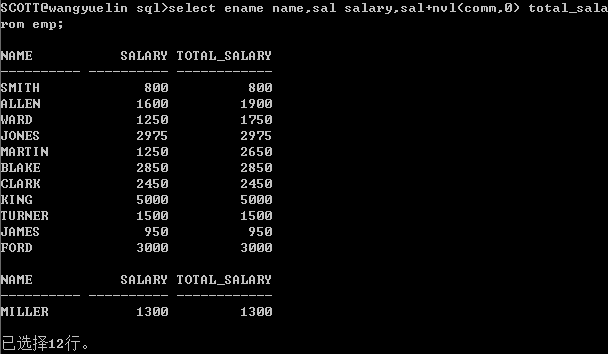 SCOTT@wangyuelin sql>select ename name,sal salary,sal+nvl(comm,0) total_sala
rom emp;
NAME SALARY TOTAL_SALARY
---------- ---------- ------------
SMITH 800 800
ALLEN 1600 1900
WARD 1250 1750
JONES 2975 2975
MARTIN 1250 2650
BLAKE 2850 2850
CLARK 2450 2450
KING 5000 5000
TURNER 1500 1500
JAMES 950 950
FORD 3000 3000
NAME SALARY TOTAL_SALARY
---------- ---------- ------------
MILLER 1300 1300
已选择12行。